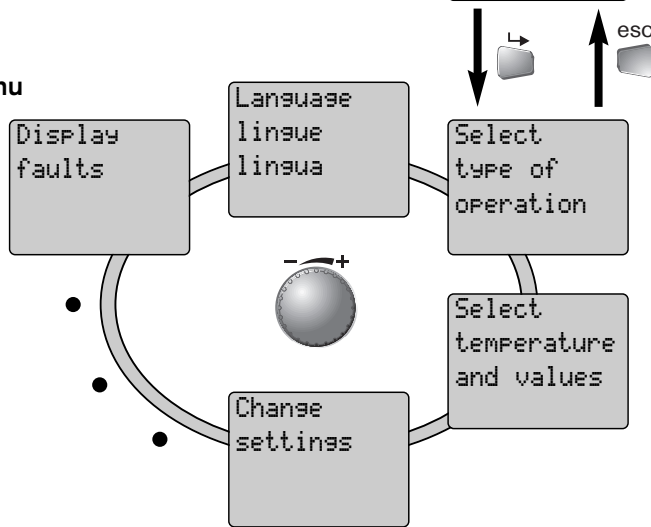 esc
nu
Language
lingue
lingua
Display
faults
Select
type of
operation
− +
Select
temperature
and values
Change
settings